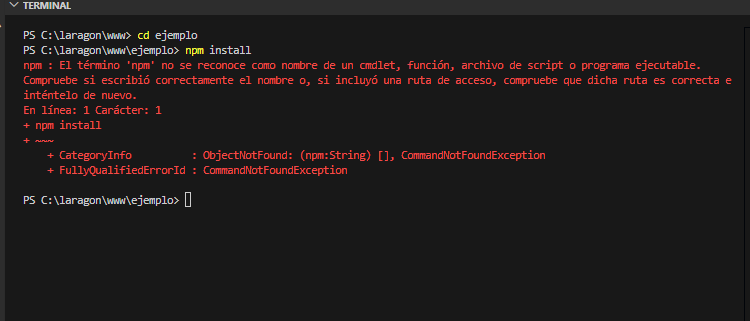 TERMINAL
PS C:\laragon\www> cd ejemplo
PS C:\laragon\www\ejemplo> npm install
npm : El término 'npm' no se reconoce como nombre de un cmdlet, función, archivo de script o programa ejecutable.
Compruebe si escribió correctamente el nombre o, si incluyó una ruta de acceso, compruebe que dicha ruta es correcta e
inténtelo de nuevo.
En línea: 1 Carácter: 1
+ npm install
+ ~~~
    + CategoryInfo          : ObjectNotFound: (npm:String) [], CommandNotFoundException
    + FullyQualifiedErrorId : CommandNotFoundException
PS C:\laragon\www\ejemplo>